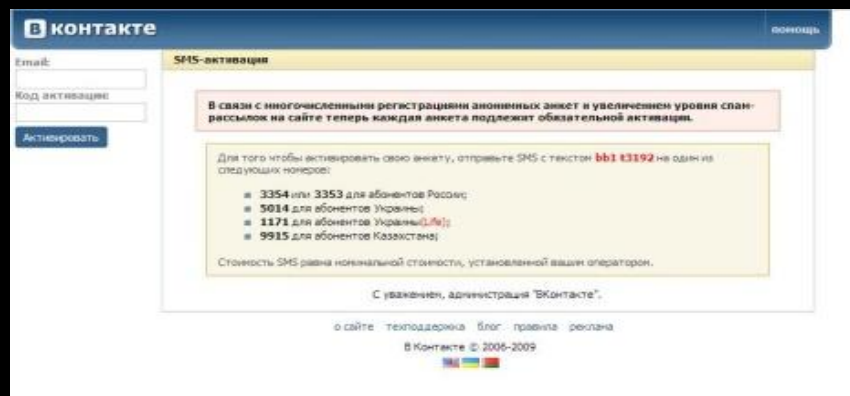 В контакте
помощь
Email:
Код активации:
Активировать
SMS-активация
В связи с многочисленными регистрациями анонимных анкет и увеличением уровня спам-
рассылок на сайте теперь каждая анкета подлежит обязательной активации.
Для того чтобы активировать свою анкету, отправьте SMS с текстом bb1 t3192 на один из
следующих номеров:
3354 или 3353 для абонентов России;
5014 для абонентов Украины;
1171 для абонентов Украины(Life);
9915 для абонентов Казахстана;
Стоимость SMS равна номинальной стоимости, установленной вашим оператором.
С уважением, администрация "ВКонтакте".
о сайте техподдержка блог правила реклама
В Контакте © 2006-2009